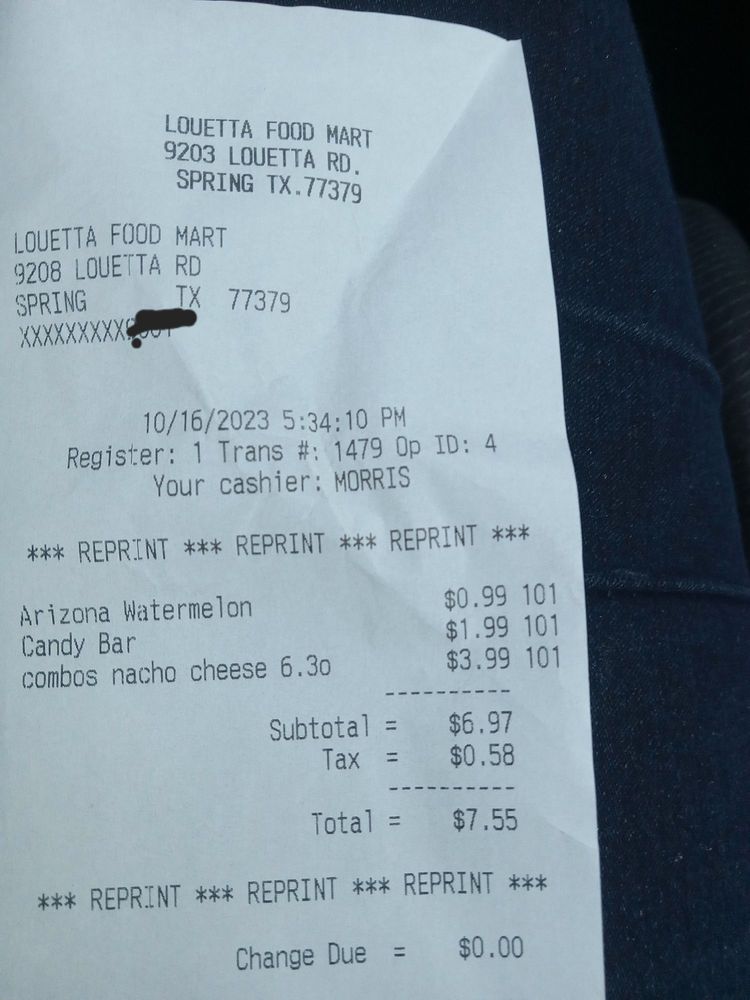 LOUETTA FOOD MART
9203 LOUETTA RD.
SPRING TX.77379
LOUETTA FOOD MART
9208 LOUETTA RD
SPRING TX 77379
XXXXXXXXX
10/16/2023 5:34:10 PM
Register: 1 Trans #: 1479 Op ID: 4
Your cashier: MORRIS
*** REPRINT *** REPRINT *** REPRINT ***
Arizona Watermelon $0.99 101
Candy Bar $1.99 101
combos nacho cheese 6.3o $3.99 101
----------
Subtotal = $6.97
Tax = $0.58
----------
Total = $7.55
*** REPRINT *** REPRINT *** REPRINT ***
Change Due = $0.00